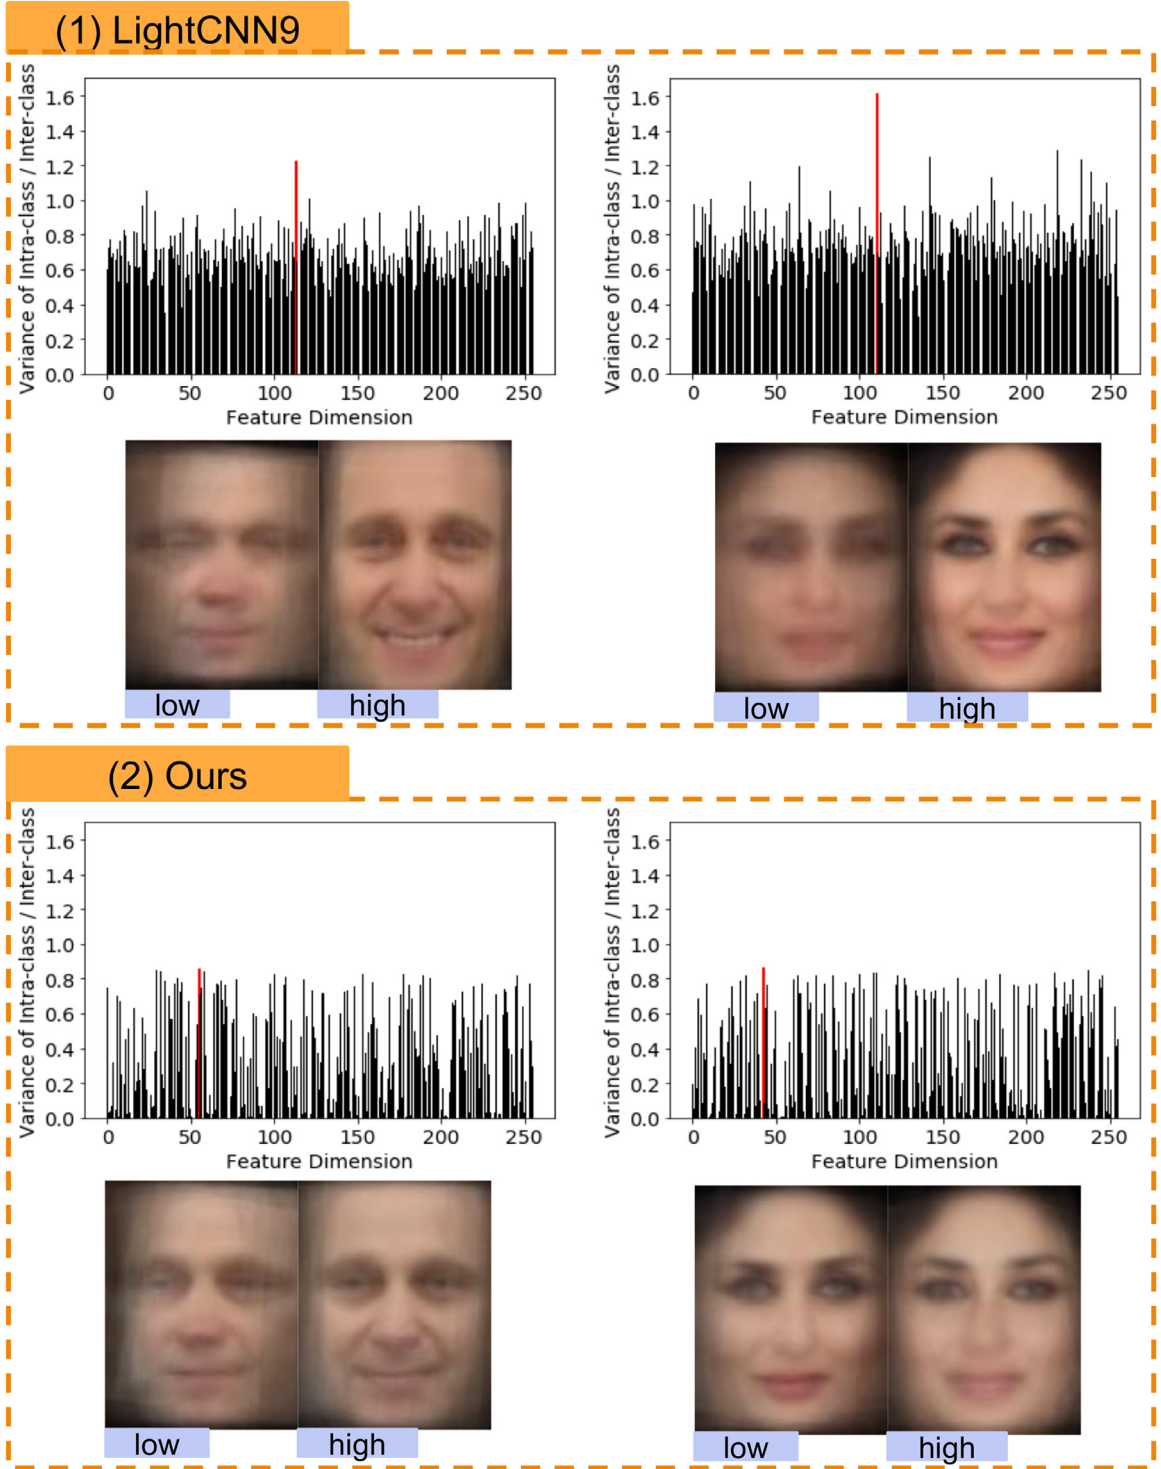 (1) LightCNN9
Variance of Intra-class / Inter-class
1.6
1.4
1.2
1.0
0.8
0.6
0.4
0.2
0.0
0 50 100 150 200 250
Feature Dimension
Variance of Intra-class / Inter-class
1.6
1.4
1.2
1.0
0.8
0.6
0.4
0.2
0.0
0 50 100 150 200 250
Feature Dimension
low high
low high
(2) Ours
Variance of Intra-class / Inter-class
1.6
1.4
1.2
1.0
0.8
0.6
0.4
0.2
0.0
0 50 100 150 200 250
Feature Dimension
Variance of Intra-class / Inter-class
1.6
1.4
1.2
1.0
0.8
0.6
0.4
0.2
0.0
0 50 100 150 200 250
Feature Dimension
low high
low high